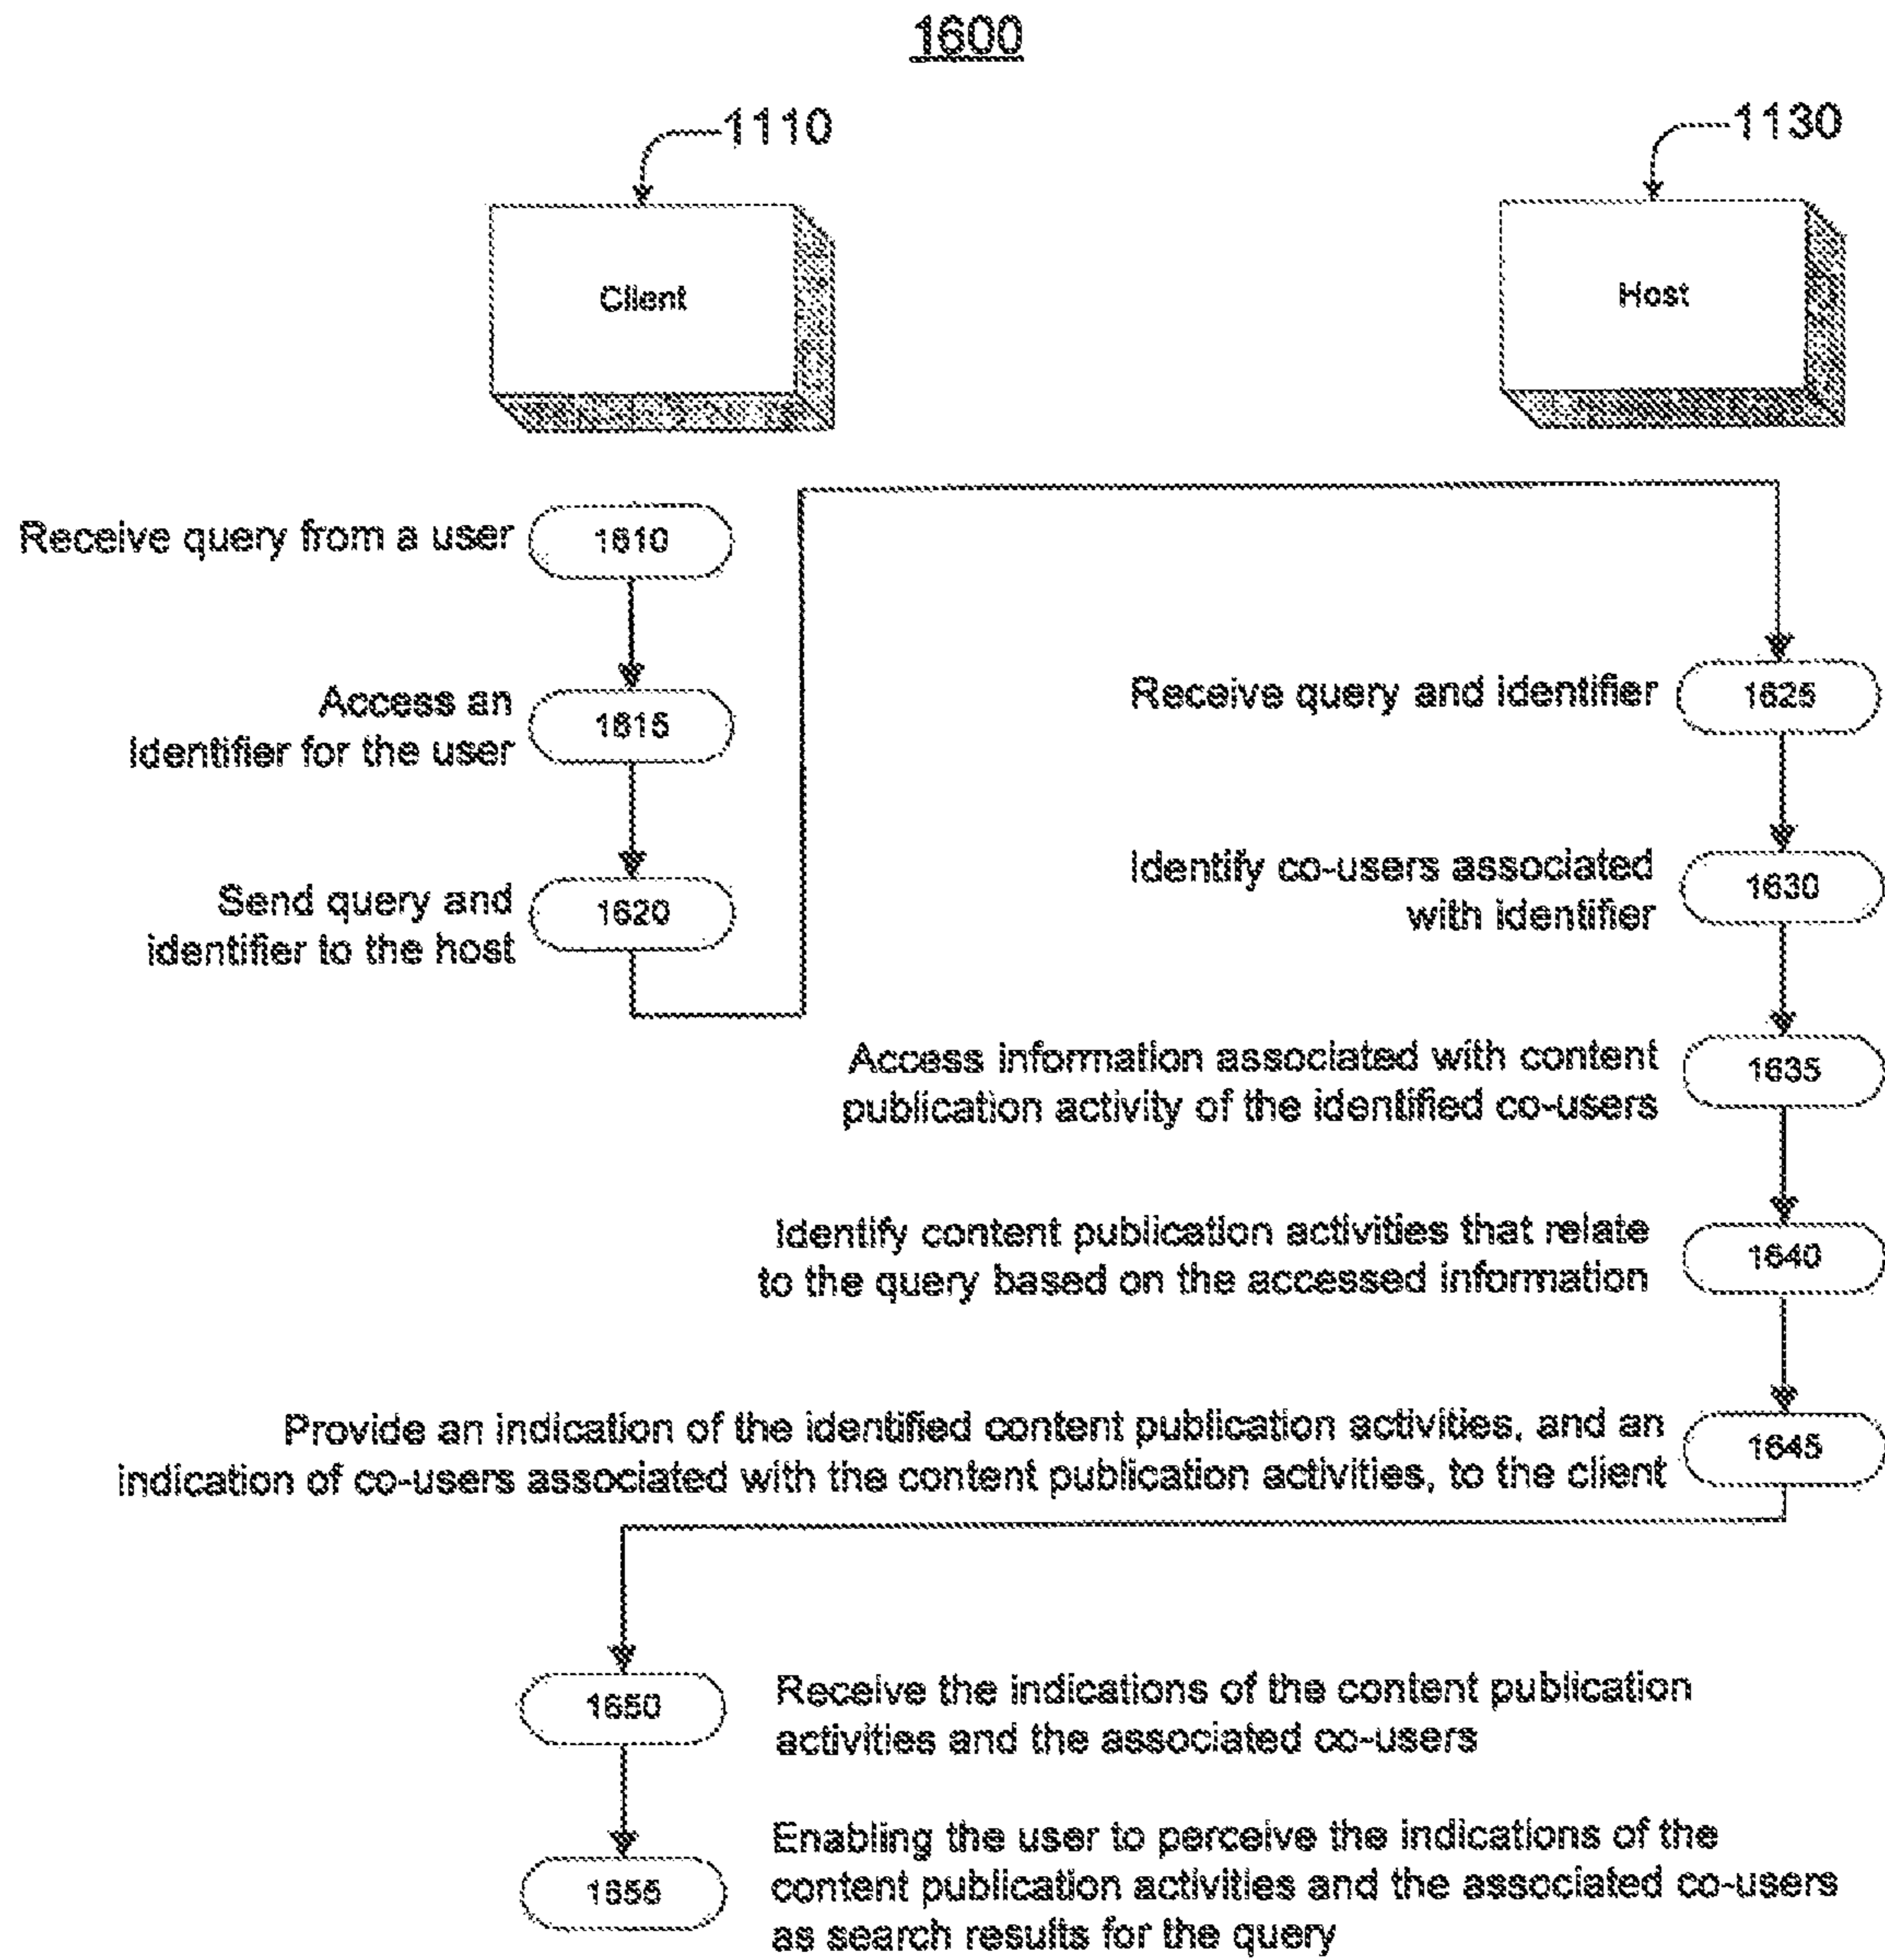 1600
1110
1130
Client
Host
Receive query from a user
1610
Access an
identifier for the user
1615
Send query and
identifier to the host
1620
Receive query and identifier
1625
Identify co-users associated
with identifier
1630
Access information associated with content
publication activity of the identified co-users
1635
Identify content publication activities that relate
to the query based on the accessed information
1640
Provide an indication of the identified content publication activities, and an
indication of co-users associated with the content publication activities, to the client
1645
1650
Receive the indications of the content publication
activities and the associated co-users
1655
Enabling the user to perceive the indications of the
content publication activities and the associated co-users
as search results for the query